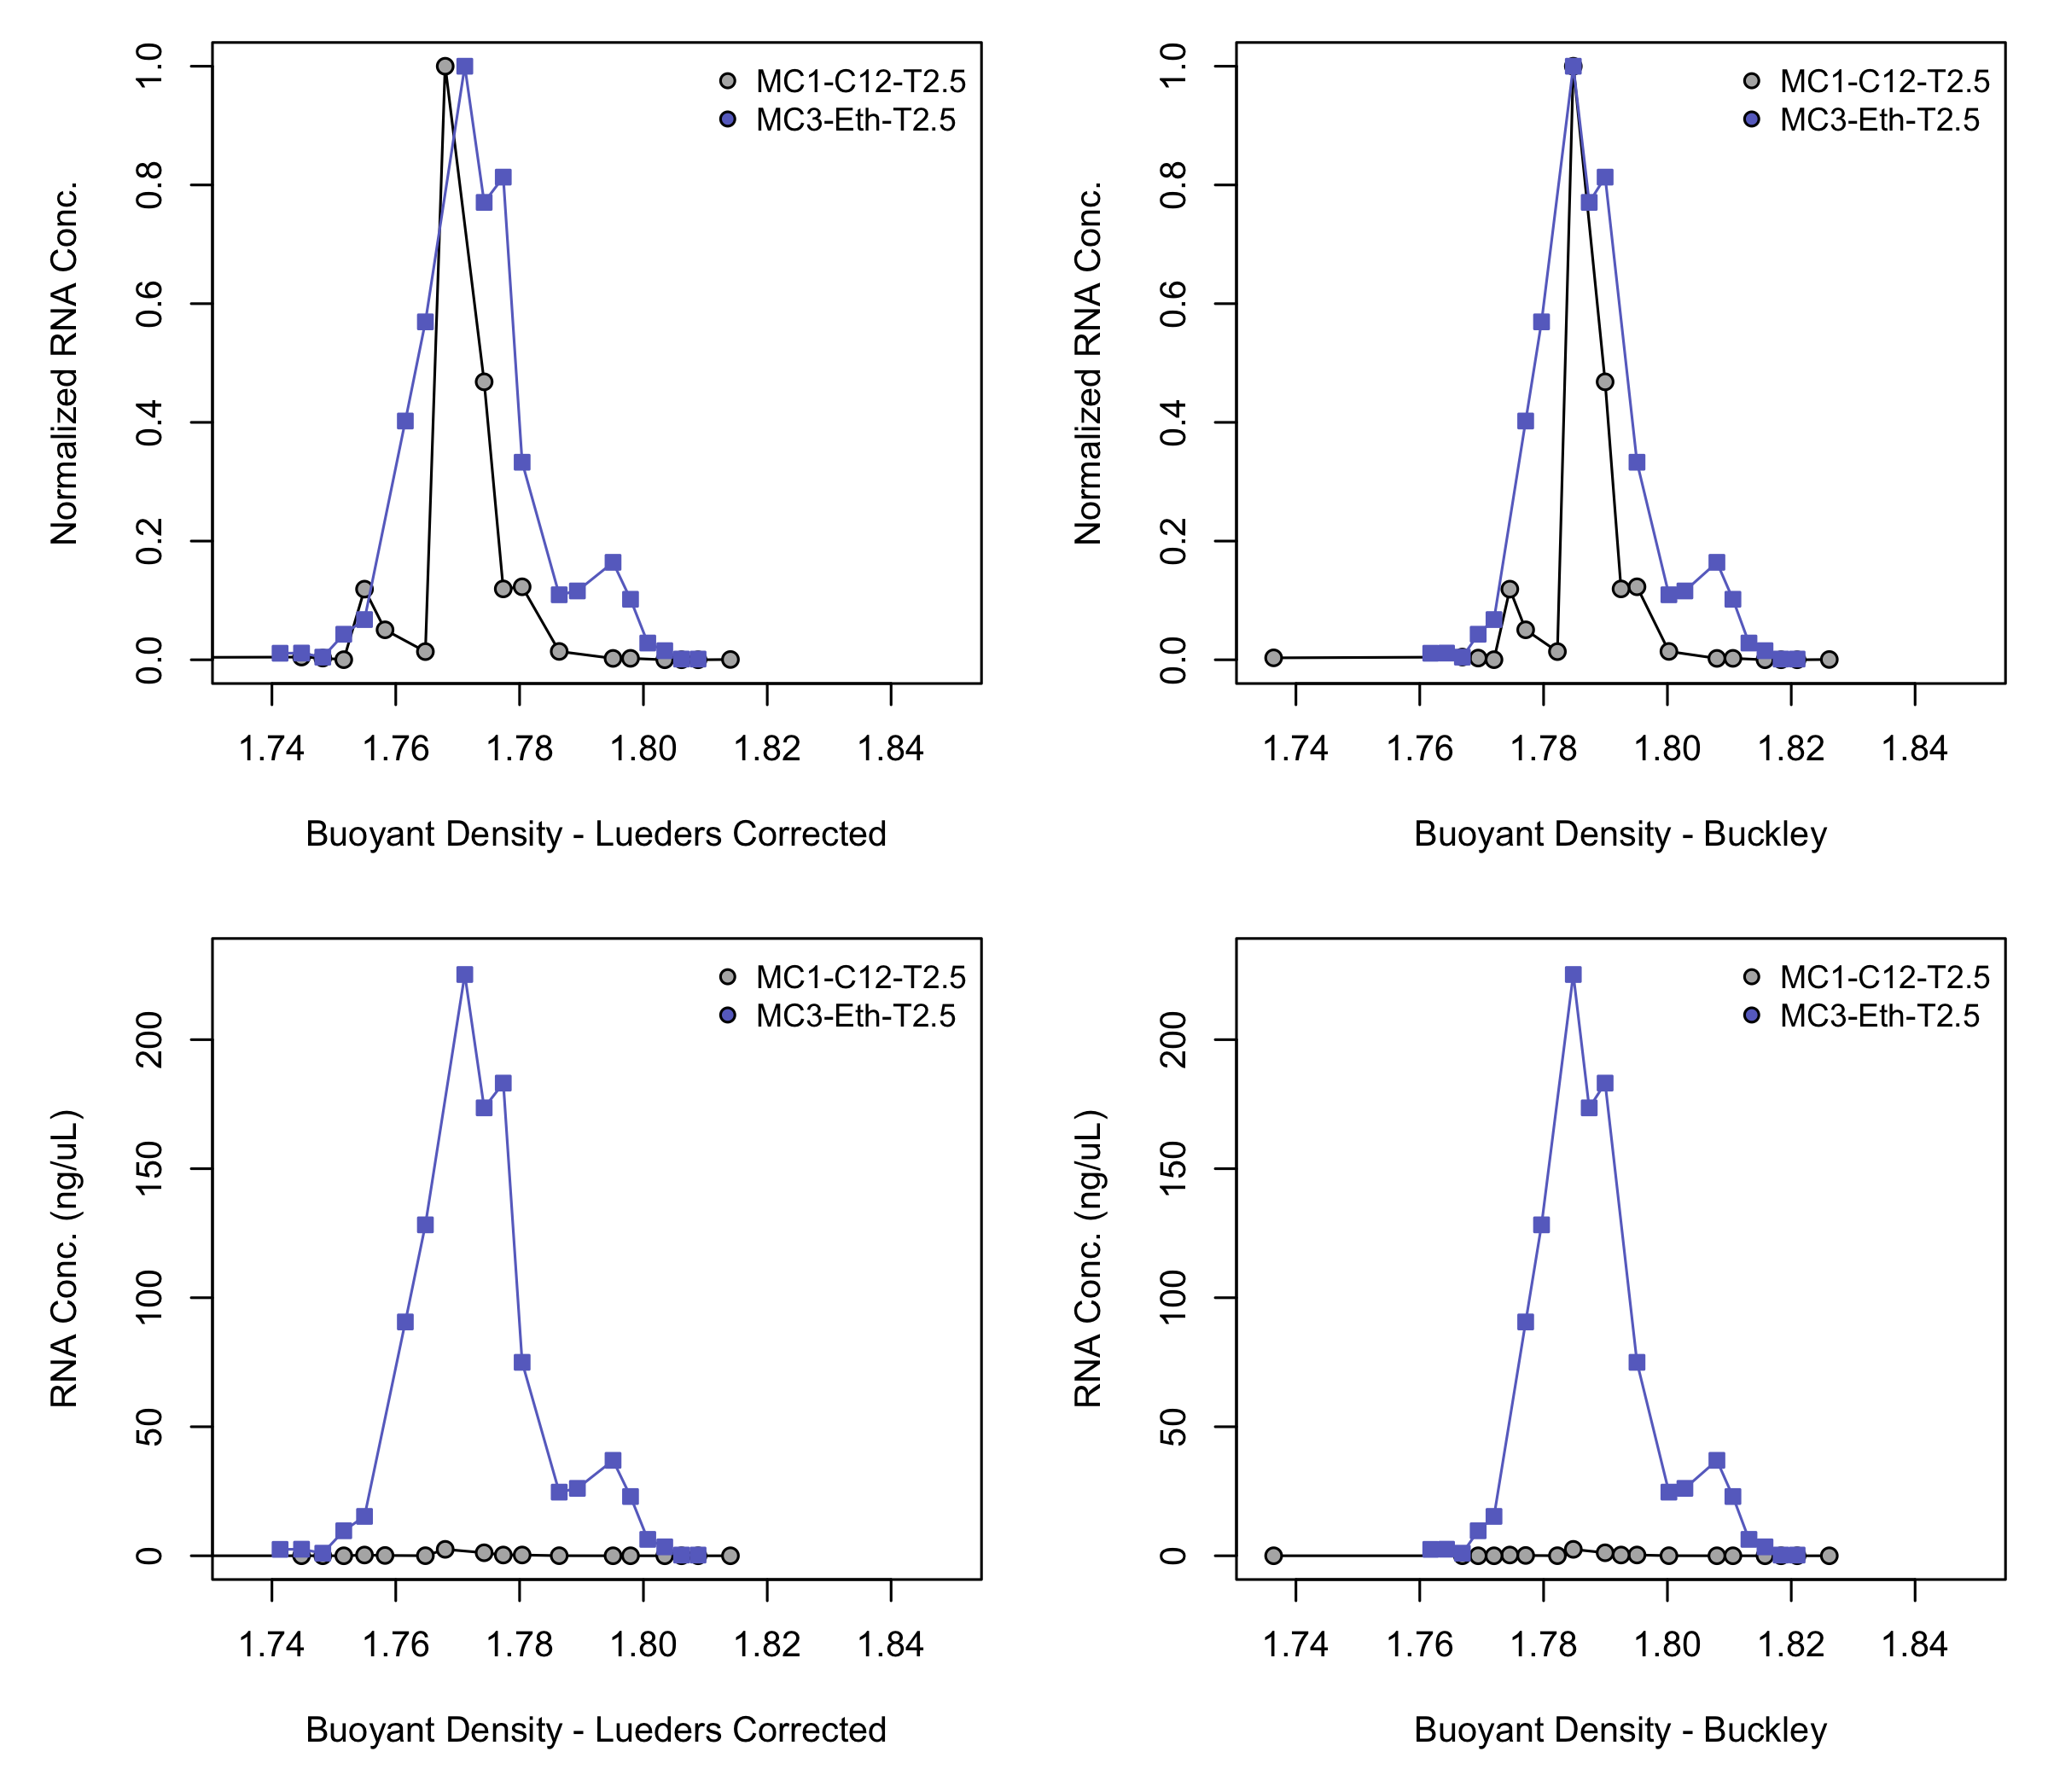 Normalized RNA Conc.
0.0 0.2 0.4 0.6 0.8 1.0
MC1-C12-T2.5
MC3-Eth-T2.5
1.74 1.76 1.78 1.80 1.82 1.84
Buoyant Density - Lueders Corrected
Normalized RNA Conc.
0.0 0.2 0.4 0.6 0.8 1.0
MC1-C12-T2.5
MC3-Eth-T2.5
1.74 1.76 1.78 1.80 1.82 1.84
Buoyant Density - Buckley
RNA Conc. (ng/uL)
0 50 100 150 200
MC1-C12-T2.5
MC3-Eth-T2.5
1.74 1.76 1.78 1.80 1.82 1.84
Buoyant Density - Lueders Corrected
RNA Conc. (ng/uL)
0 50 100 150 200
MC1-C12-T2.5
MC3-Eth-T2.5
1.74 1.76 1.78 1.80 1.82 1.84
Buoyant Density - Buckley